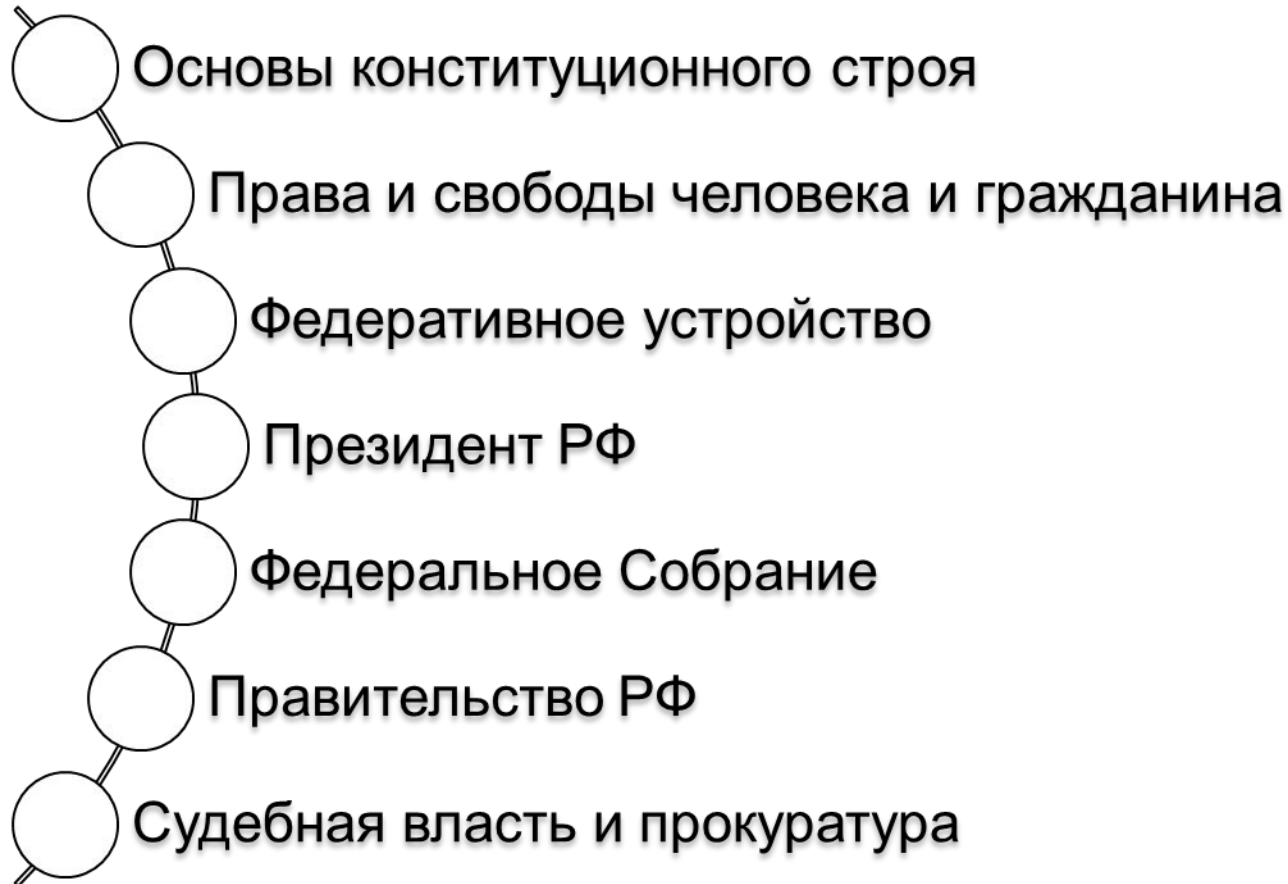 Основы конституционного строя
Права и свободы человека и гражданина
Федеративное устройство
Президент РФ
Федеральное Собрание
Правительство РФ
Судебная власть и прокуратура